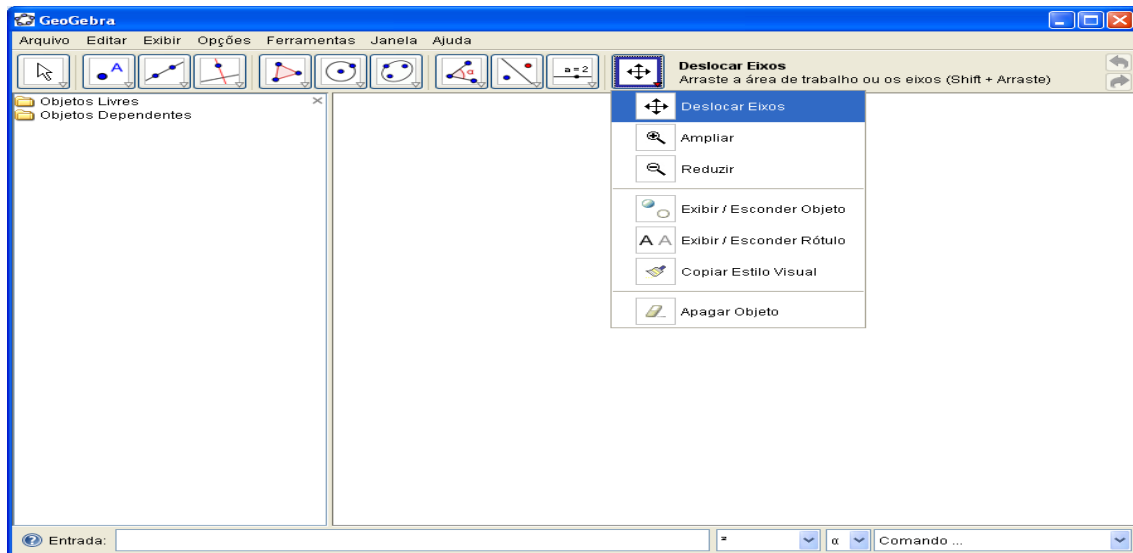 GeoGebra
Arquivo Editar Exibir Opções Ferramentas Janela Ajuda
A
α
a = 2
Deslocar Eixos
Arraste a área de trabalho ou os eixos (Shift + Arraste)
Objetos Livres
Objetos Dependentes
Deslocar Eixos
Ampliar
Reduzir
Exibir / Esconder Objeto
A A Exibir / Esconder Rótulo
Copiar Estilo Visual
Apagar Objeto
Entrada: ² α Comando ...